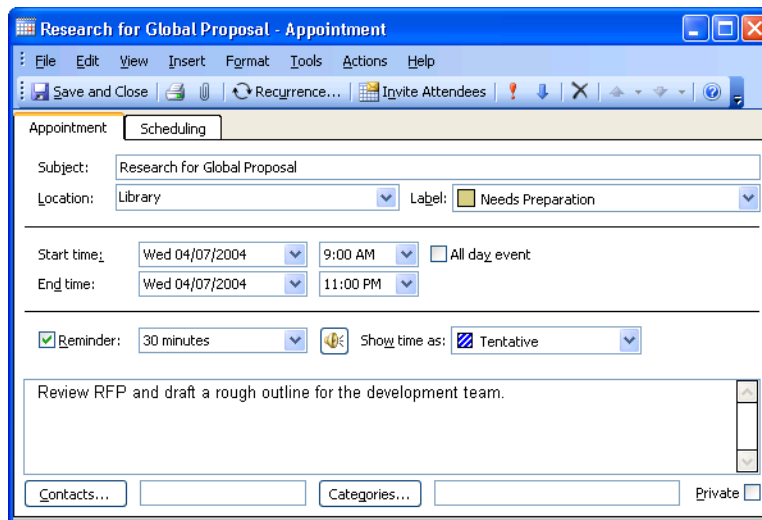 Research for Global Proposal - Appointment
File Edit View Insert Format Tools Actions Help
Save and Close Recurrence... Invite Attendees
Appointment Scheduling
Subject: Research for Global Proposal
Location: Library Label: Needs Preparation
Start time: Wed 04/07/2004 9:00 AM All day event
End time: Wed 04/07/2004 11:00 PM
Reminder: 30 minutes Show time as: Tentative
Review RFP and draft a rough outline for the development team.
Contacts... Categories... Private